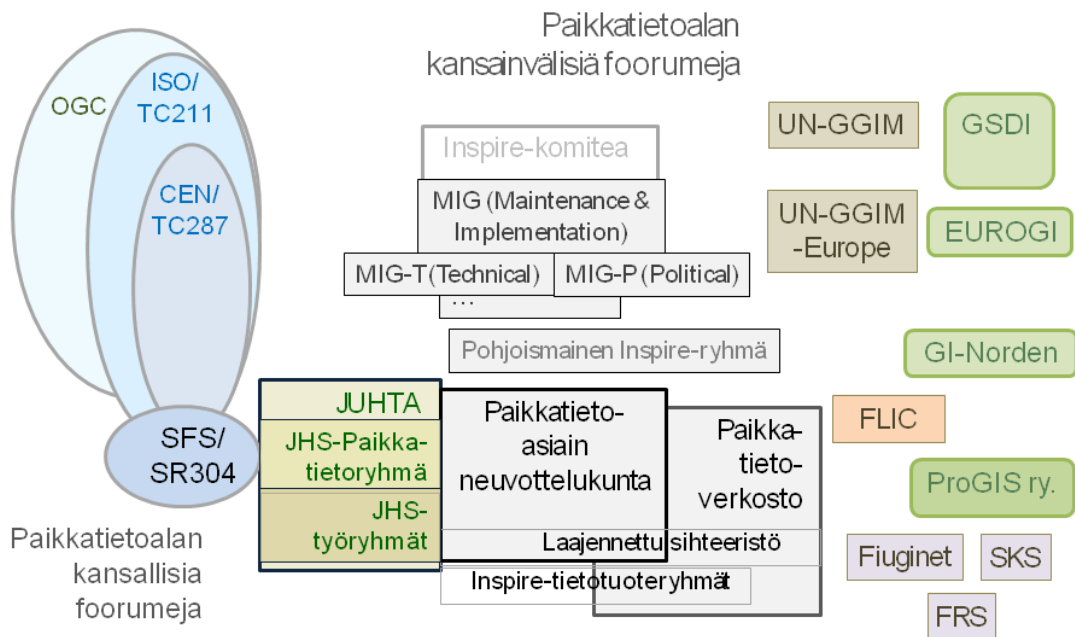 Paikkatietoalan
kansainvälisiä foorumeja
OGC
ISO/
TC211
CEN/
TC287
SFS/
SR304
Inspire-komitea
MIG (Maintenance &
Implementation)
MIG-T(Technical)
MIG-P (Political)
...
Pohjoismainen Inspire-ryhmä
UN-GGIM
GSDI
UN-GGIM
-Europe
EUROGI
GI-Norden
JUHTA
JHS-Paikka-
tietoryhmä
JHS-
työryhmät
Paikkatieto-
asiain
neuvottelukunta
Paikka-
tieto-
verkosto
Laajennettu sihteeristö
Inspire-tietotuoteryhmät
FLIC
ProGIS ry.
Fiuginet
SKS
FRS
Paikkatietoalan
kansallisia
foorumeja